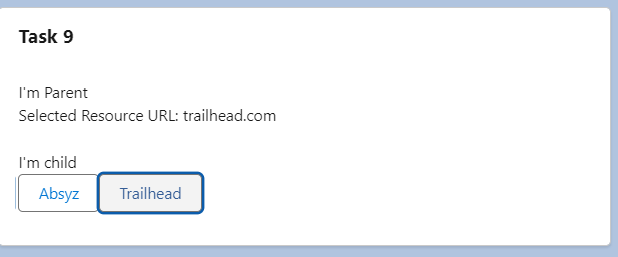 Task 9
I'm Parent
Selected Resource URL: trailhead.com
I'm child
Absyz Trailhead